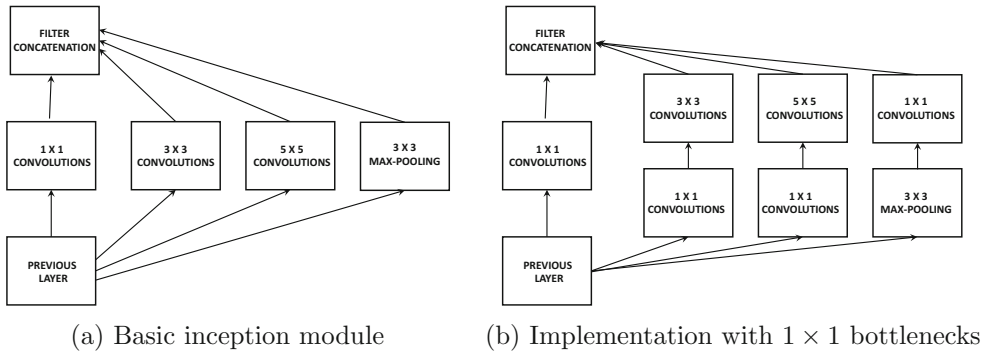 FILTER
CONCATENATION
1 X 1
CONVOLUTIONS
3 X 3
CONVOLUTIONS
5 X 5
CONVOLUTIONS
3 X 3
MAX-POOLING
PREVIOUS
LAYER
(a) Basic inception module
FILTER
CONCATENATION
3 X 3
CONVOLUTIONS
5 X 5
CONVOLUTIONS
1 X 1
CONVOLUTIONS
1 X 1
CONVOLUTIONS
1 X 1
CONVOLUTIONS
1 X 1
CONVOLUTIONS
3 X 3
MAX-POOLING
PREVIOUS
LAYER
(b) Implementation with 1 × 1 bottlenecks